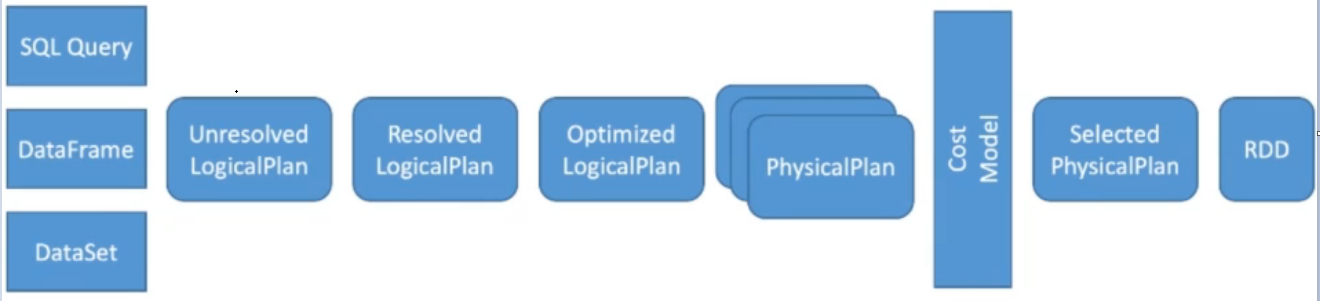 SQL Query
DataFrame
DataSet
Unresolved
LogicalPlan
Resolved
LogicalPlan
Optimized
LogicalPlan
PhysicalPlan
Cost
Model
Selected
PhysicalPlan
RDD